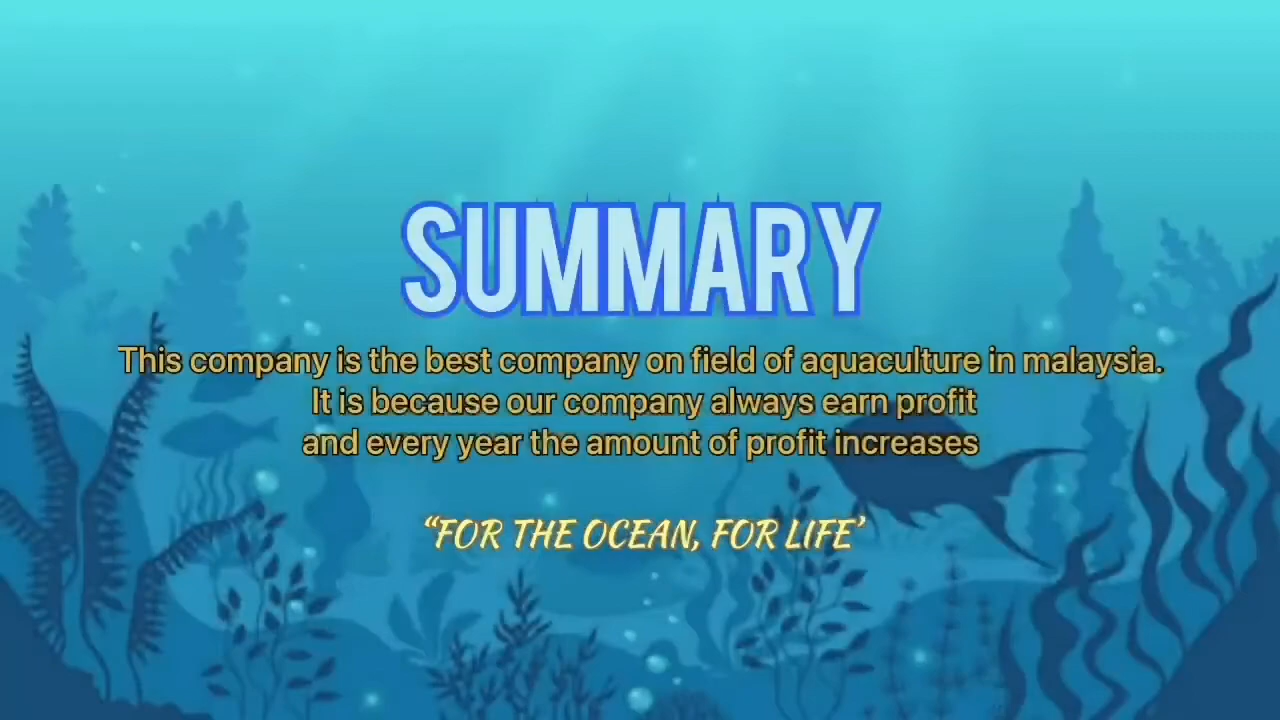 SUMMARY
This company is the best company on field of aquaculture in malaysia.
It is because our company always earn profit
and every year the amount of profit increases
“FOR THE OCEAN, FOR LIFE’